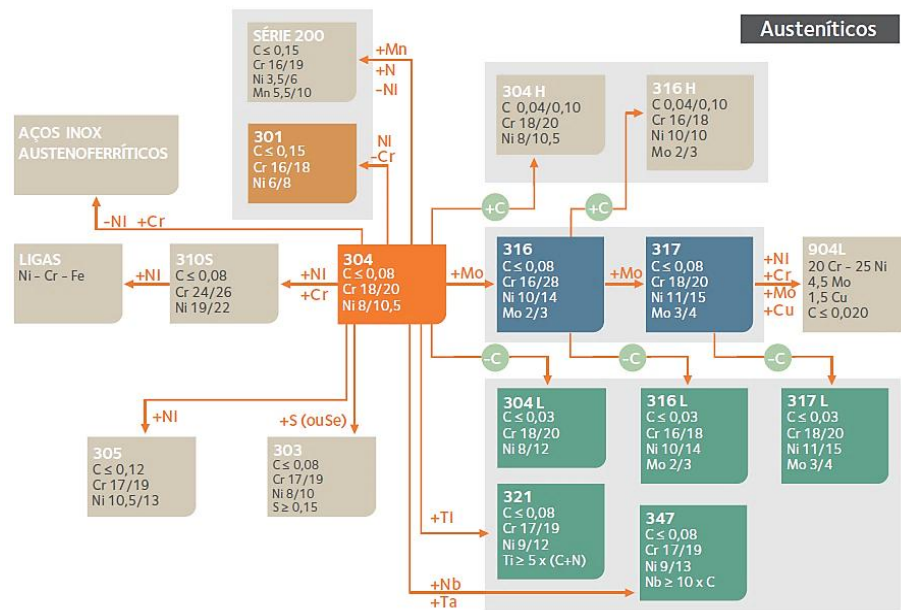 Austeníticos
SÉRIE 200
C ≤ 0,15
Cr 16/19
Ni 3,5/6
Mn 5,5/10
+Mn
+N
-NI
301
C ≤ 0,15
Cr 16/18
Ni 6/8
NI
-Cr
304 H
C 0,04/0,10
Cr 18/20
Ni 8/10,5
316 H
C 0,04/0,10
Cr 16/18
Ni 10/10
Mo 2/3
AÇOS INOX
AUSTENOFERRÍTICOS
-NI +Cr
+C
+C
LIGAS
Ni – Cr – Fe
+NI
310S
C ≤ 0,08
Cr 24/26
Ni 19/22
+NI
+Cr
304
C ≤ 0,08
Cr 18/20
Ni 8/10,5
+Mo
316
C ≤ 0,08
Cr 16/28
Ni 10/14
Mo 2/3
+Mo
317
C ≤ 0,08
Cr 18/20
Ni 11/15
Mo 3/4
+NI
+Cr
+Mo
+Cu
904L
20 Cr – 25 Ni
4,5 Mo
1,5 Cu
C ≤ 0,020
-C
-C
-C
304 L
C ≤ 0,03
Cr 18/20
Ni 8/12
316 L
C ≤ 0,03
Cr 16/18
Ni 10/14
Mo 2/3
317 L
C ≤ 0,03
Cr 18/20
Ni 11/15
Mo 3/4
+NI
305
C ≤ 0,12
Cr 17/19
Ni 10,5/13
+S (ouSe)
303
C ≤ 0,08
Cr 17/19
Ni 8/10
S ≥ 0,15
+TI
321
C ≤ 0,08
Cr 17/19
Ni 9/12
Ti ≥ 5 x (C+N)
+Nb
+Ta
347
C ≤ 0,08
Cr 17/19
Ni 9/13
Nb ≥ 10 x C